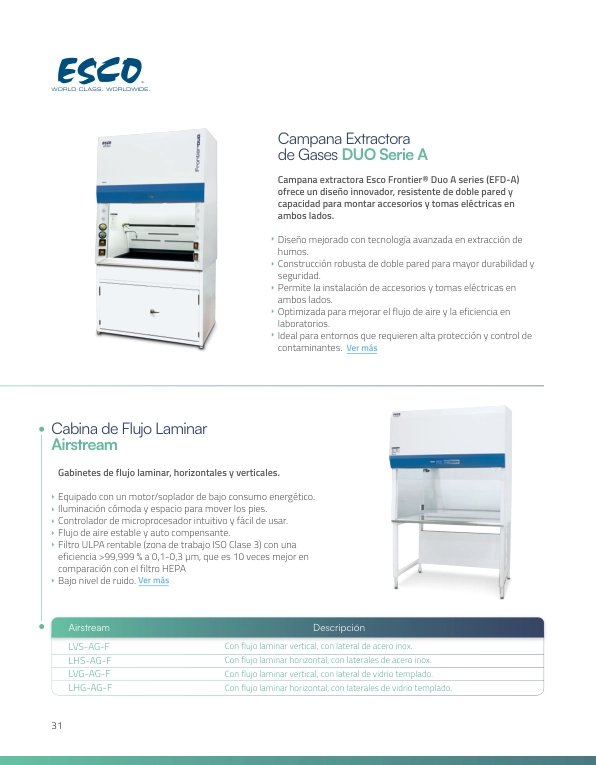 ESCO
WORLD CLASS. WORLDWIDE.
Campana Extractora
de Gases DUO Serie A
Campana extractora Esco Frontier® Duo A series (EFD-A)
ofrece un diseño innovador, resistente de doble pared y
capacidad para montar accesorios y tomas eléctricas en
ambos lados.
Diseño mejorado con tecnología avanzada en extracción de
humos.
Construcción robusta de doble pared para mayor durabilidad y
seguridad.
Permite la instalación de accesorios y tomas eléctricas en
ambos lados.
Optimizada para mejorar el flujo de aire y la eficiencia en
laboratorios.
Ideal para entornos que requieren alta protección y control de
contaminantes. Ver más
ESCO
Frontier Duo
Cabina de Flujo Laminar
Airstream
Gabinetes de flujo laminar, horizontales y verticales.
Equipado con un motor/soplador de bajo consumo energético.
Iluminación cómoda y espacio para mover los pies.
Controlador de microprocesador intuitivo y fácil de usar.
Flujo de aire estable y auto compensante.
Filtro ULPA rentable (zona de trabajo ISO Clase 3) con una
eficiencia >99,999 % a 0,1-0,3 µm, que es 10 veces mejor en
comparación con el filtro HEPA
Bajo nivel de ruido. Ver más
ESCO
Airstream Descripción
LVS-AG-F Con flujo laminar vertical, con lateral de acero inox.
LHS-AG-F Con flujo laminar horizontal, con laterales de acero inox.
LVG-AG-F Con flujo laminar vertical, con lateral de vidrio templado.
LHG-AG-F Con flujo laminar horizontal, con laterales de vidrio templado.
31